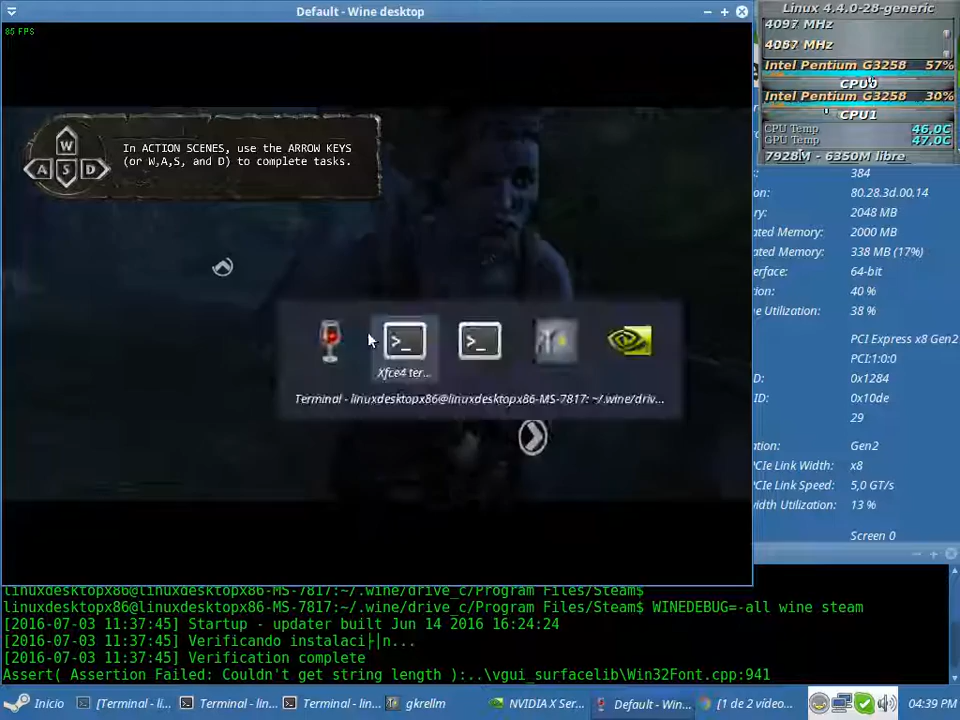 Default - Wine desktop
85 FPS
In ACTION SCENES, use the ARROW KEYS
(or W,A,S, and D) to complete tasks.
W
A S D
Xfce4 ter...
Terminal - linuxdesktopx86@linuxdesktopx86-MS-7817: ~/.wine/driv...
Linux 4.4.0-28-generic
4097 MHz
4087 MHz
Intel Pentium G3258 57%
CPU0
Intel Pentium G3258 30%
CPU1
CPU Temp 46.0C
GPU Temp 47.0C
7928M - 6350M libre
384
80.28.3d.00.14
2048 MB
ated Memory: 2000 MB
ated Memory: 338 MB (17%)
64-bit
40 %
e Utilization: 38 %
PCI Express x8 Gen2
PCI:1:0:0
0x1284
0x10de
29
Gen2
PCIe Link Width: x8
PCIe Link Speed: 5,0 GT/s
width Utilization: 13 %
Screen 0
linuxdesktopx86@linuxdesktopx86-MS-7817:~/.wine/drive_c/Program Files/Steam$
linuxdesktopx86@linuxdesktopx86-MS-7817:~/.wine/drive_c/Program Files/Steam$ WINEDEBUG=-all wine steam
[2016-07-03 11:37:45] Startup - updater built Jun 14 2016 16:24:24
[2016-07-03 11:37:45] Verificando instalaci├│n...
[2016-07-03 11:37:45] Verification complete
Assert( Assertion Failed: Couldn't get string length ):..\vgui_surfacelib\Win32Font.cpp:941
Inicio [Terminal - li... Terminal - lin... Terminal - lin... gkrellm NVIDIA X Ser... Default - Win... [1 de 2 vídeo... 04:39 PM